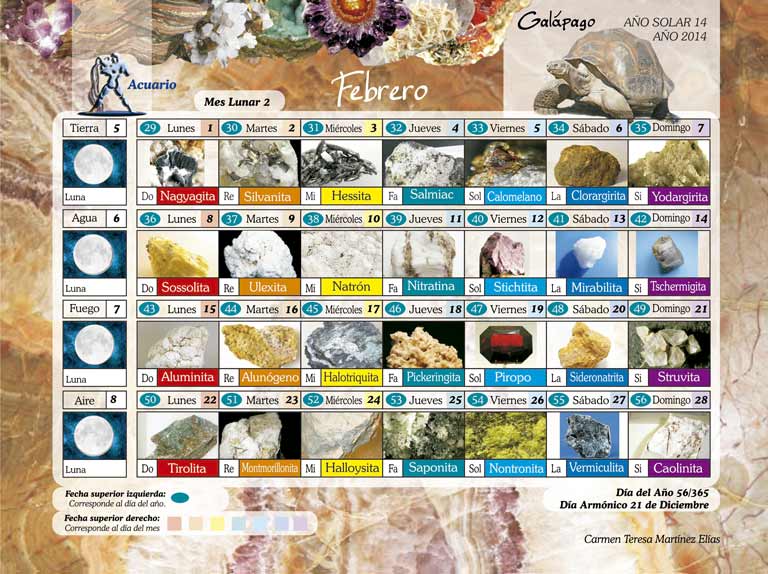 Galápago
AÑO SOLAR 14
AÑO 2014
Acuario
Mes Lunar 2
Febrero
Tierra 5 29 Lunes 1 30 Martes 2 31 Miércoles 3 32 Jueves 4 33 Viernes 5 34 Sábado 6 35 Domingo 7
Luna Do Nagyagita Re Silvanita Mi Hessita Fa Salmiac Sol Calomelano La Clorargirita Si Yodargirita
Agua 6 36 Lunes 8 37 Martes 9 38 Miércoles 10 39 Jueves 11 40 Viernes 12 41 Sábado 13 42 Domingo 14
Luna Do Sossolita Re Ulexita Mi Natrón Fa Nitratina Sol Stichtita La Mirabilita Si Tschermigita
Fuego 7 43 Lunes 15 44 Martes 16 45 Miércoles 17 46 Jueves 18 47 Viernes 19 48 Sábado 20 49 Domingo 21
Luna Do Aluminita Re Alunógeno Mi Halotriquita Fa Pickeringita Sol Piropo La Sideronatrita Si Struvita
Aire 8 50 Lunes 22 51 Martes 23 52 Miércoles 24 53 Jueves 25 54 Viernes 26 55 Sábado 27 56 Domingo 28
Luna Do Tirolita Re Montmorillonita Mi Halloysita Fa Saponita Sol Nontronita La Vermiculita Si Caolinita
Fecha superior izquierda:
Corresponde al día del año.
Fecha superior derecho:
Corresponde al día del mes
Día del Año 56/365
Día Armónico 21 de Diciembre
Carmen Teresa Martínez Elías